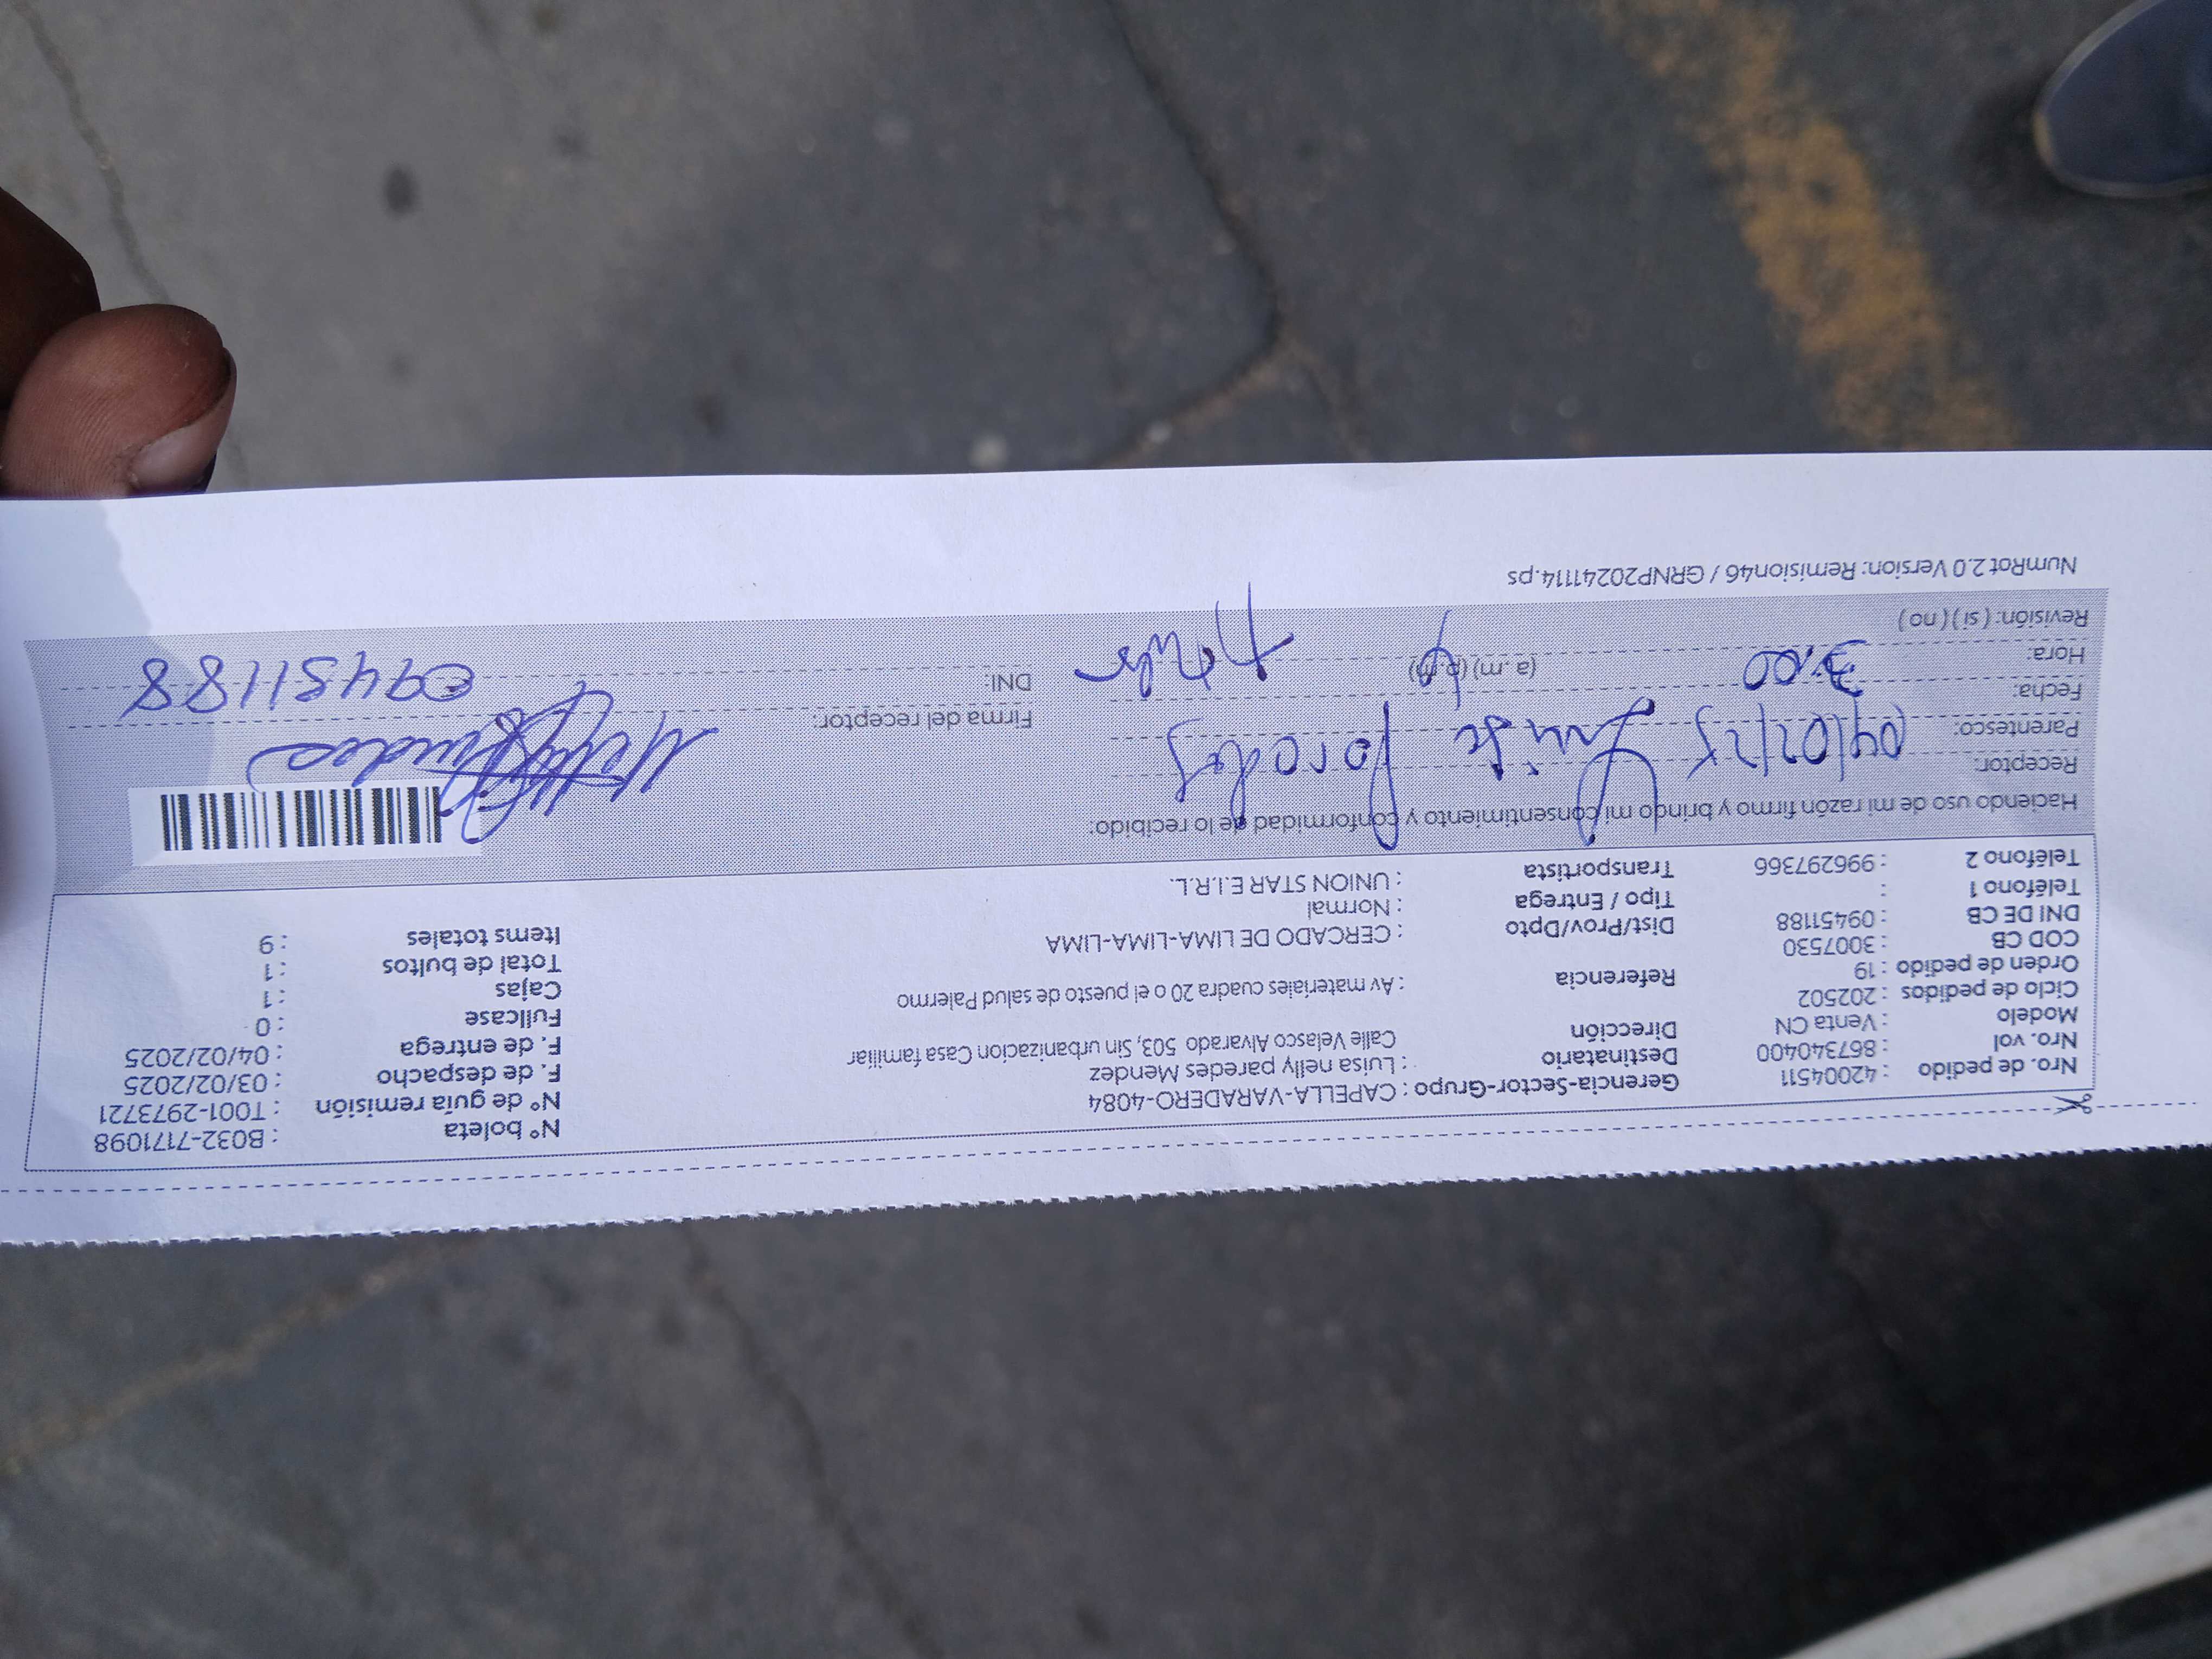 Nro. de pedido : 42004511 Gerencia-Sector-Grupo : CAPELLA-VARADERO-4084 N° boleta : B032-7171098
Nro. vol : 867340400 Destinatario : Luisa nelly paredes Mendez N° de guía remisión : T001-2973721
Modelo : Venta CN Dirección Calle Velasco Alvarado 503, Sin urbanizacion Casa familiar F. de despacho : 03/02/2025
Ciclo de pedidos : 202502 F. de entrega : 04/02/2025
Orden de pedido : 19 Referencia : Av materiales cuadra 20 o el puesto de salud Palermo Fullcase : 0
COD CB : 3007530 Cajas : 1
DNI DE CB : 09451188 Dist/Prov/Dpto : CERCADO DE LIMA-LIMA-LIMA Total de bultos : 1
Teléfono 1 : Tipo / Entrega : Normal Items totales : 9
Teléfono 2 : 996297366 Transportista : UNION STAR E.I.R.L.
Haciendo uso de mi razón firmo y brindo mi consentimiento y conformidad de lo recibido:
Receptor: Luisa Paredes
Parentesco: Titular
Firma del receptor:
Fecha: 04/02/25
DNI: 09451188
Hora: 3:00 (a.m) (p.m)
Revisión: ( si ) ( no )
NumRot 2.0 Version: Remision46 / GRNP20241114.ps